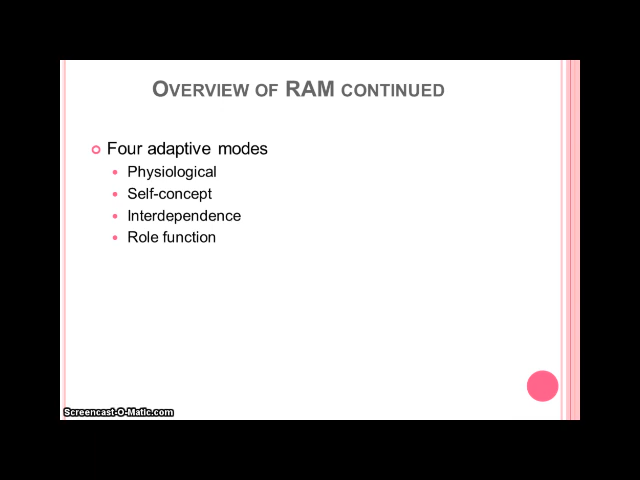 Overview of RAM continued
Four adaptive modes
Physiological
Self-concept
Interdependence
Role function
Screencast-O-Matic.com